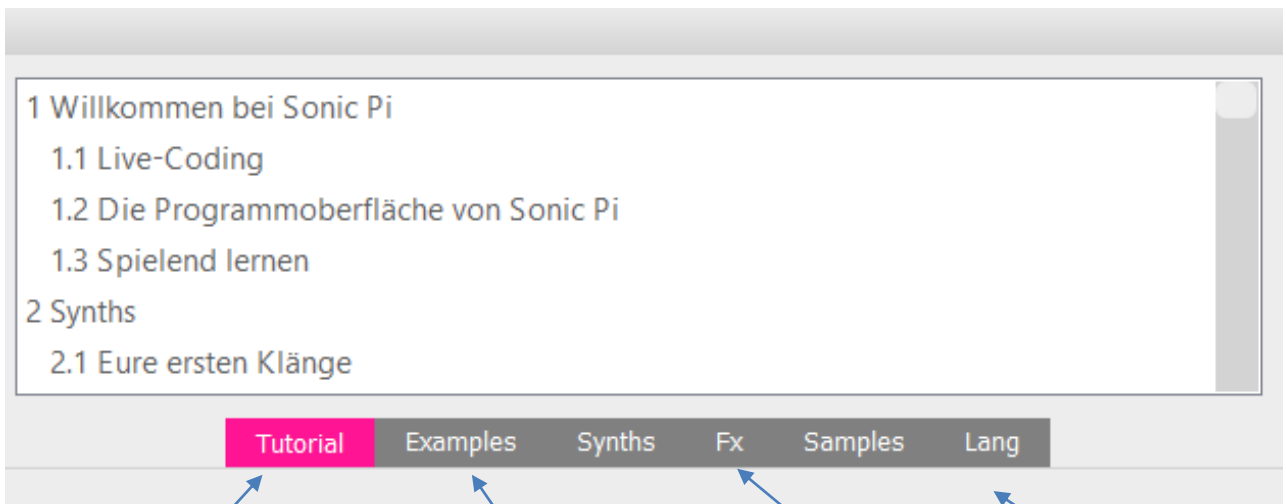 1 Willkommen bei Sonic Pi
1.1 Live-Coding
1.2 Die Programmoberfläche von Sonic Pi
1.3 Spielend lernen
2 Synths
2.1 Eure ersten Klänge
Tutorial Examples Synths Fx Samples Lang